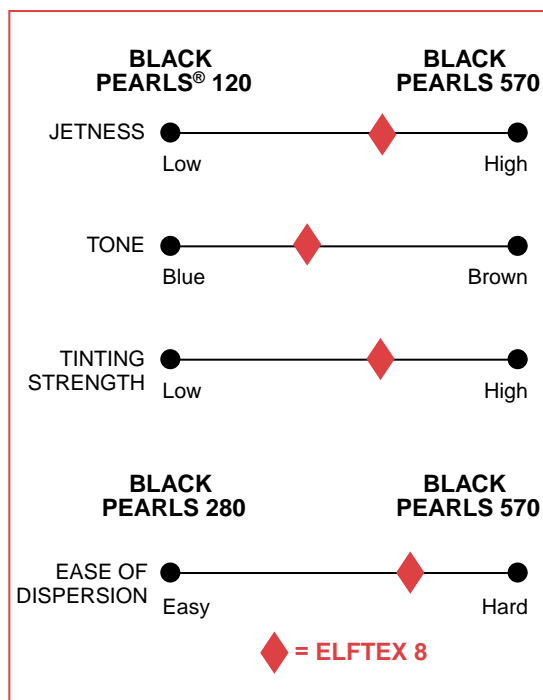 BLACK
PEARLS® 120
BLACK
PEARLS 570
JETNESS
Low
High
TONE
Blue
Brown
TINTING
STRENGTH
Low
High
BLACK
PEARLS 280
BLACK
PEARLS 570
EASE OF
DISPERSION
Easy
Hard
= ELFTEX 8